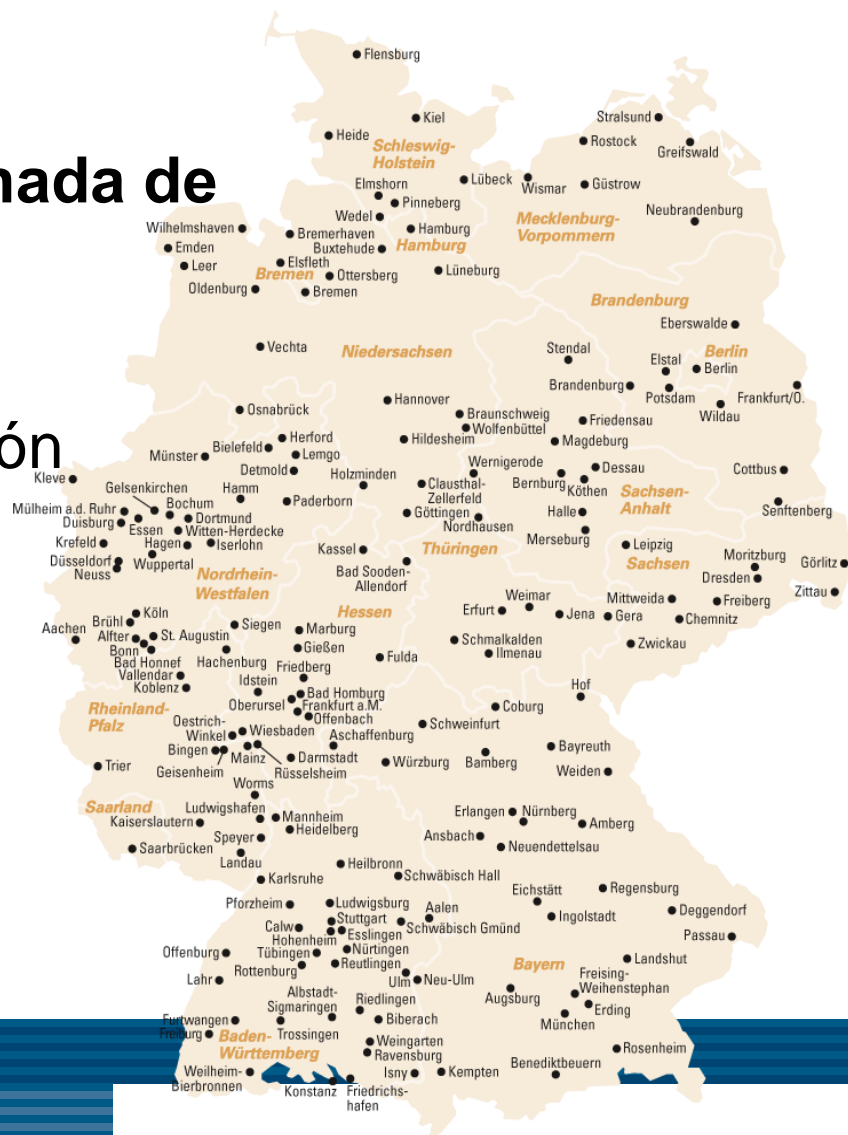 Flensburg
Kiel
Stralsund
Heide
Rostock
Greifswald
Schleswig-
Holstein
nada de
Elmshorn
Lübeck
Wismar
Güstrow
Pinneberg
Neubrandenburg
Wedel
Mecklenburg-
Vorpommern
Wilhelmshaven
Bremerhaven
Hamburg
Emden
Buxtehude
Hamburg
Leer
Elsfleth
Bremen
Ottersberg
Lüneburg
Oldenburg
Bremen
Brandenburg
Eberswalde
Vechta
Niedersachsen
Stendal
Elstal
Berlin
Berlin
Brandenburg
Potsdam
Frankfurt/O.
Wildau
Osnabrück
Hannover
Braunschweig
Wolfenbüttel
Friedensau
Hildesheim
Magdeburg
ón
Herford
Bielefeld
Lemgo
Münster
Detmold
Holzminden
Wernigerode
Dessau
Cottbus
Kleve
Gelsenkirchen
Hamm
Clausthal-
Zellerfeld
Bernburg
Köthen
Sachsen-
Anhalt
Mülheim a.d. Ruhr
Bochum
Paderborn
Senftenberg
Duisburg
Dortmund
Göttingen
Nordhausen
Halle
Essen
Witten-Herdecke
Merseburg
Krefeld
Hagen
Iserlohn
Kassel
Thüringen
Leipzig
Düsseldorf
Neuss
Wuppertal
Moritzburg
Görlitz
Nordrhein-
Westfalen
Bad Sooden-
Allendorf
Sachsen
Dresden
Zittau
Weimar
Mittweida
Freiberg
Hessen
Erfurt
Jena
Gera
Chemnitz
Köln
Brühl
Siegen
Marburg
Aachen
Alfter
St. Augustin
Schmalkalden
Zwickau
Bonn
Gießen
Ilmenau
Bad Honnef
Hachenburg
Friedberg
Fulda
Vallendar
Koblenz
Idstein
Hof
Bad Homburg
Oberursel
Frankfurt a.M.
Coburg
Rheinland-
Pfalz
Offenbach
Schweinfurt
Oestrich-
Winkel
Wiesbaden
Aschaffenburg
Bingen
Mainz
Darmstadt
Würzburg
Bamberg
Bayreuth
Trier
Geisenheim
Rüsselsheim
Weiden
Worms
Saarland
Ludwigshafen
Mannheim
Erlangen
Nürnberg
Kaiserslautern
Heidelberg
Amberg
Speyer
Ansbach
Saarbrücken
Neuendettelsau
Landau
Heilbronn
Karlsruhe
Schwäbisch Hall
Eichstätt
Regensburg
Pforzheim
Ludwigsburg
Aalen
Deggendorf
Stuttgart
Ingolstadt
Calw
Esslingen
Schwäbisch Gmünd
Passau
Hohenheim
Nürtingen
Offenburg
Tübingen
Reutlingen
Landshut
Rottenburg
Bayern
Freising-
Weihenstephan
Lahr
Ulm
Neu-Ulm
Albstadt-
Sigmaringen
Riedlingen
Augsburg
Erding
Furtwangen
Biberach
München
Freiburg
Trossingen
Baden-
Württemberg
Weingarten
Ravensburg
Rosenheim
Weilheim-
Bierbronnen
Isny
Kempten
Benediktbeuern
Konstanz
Friedrichs-
hafen